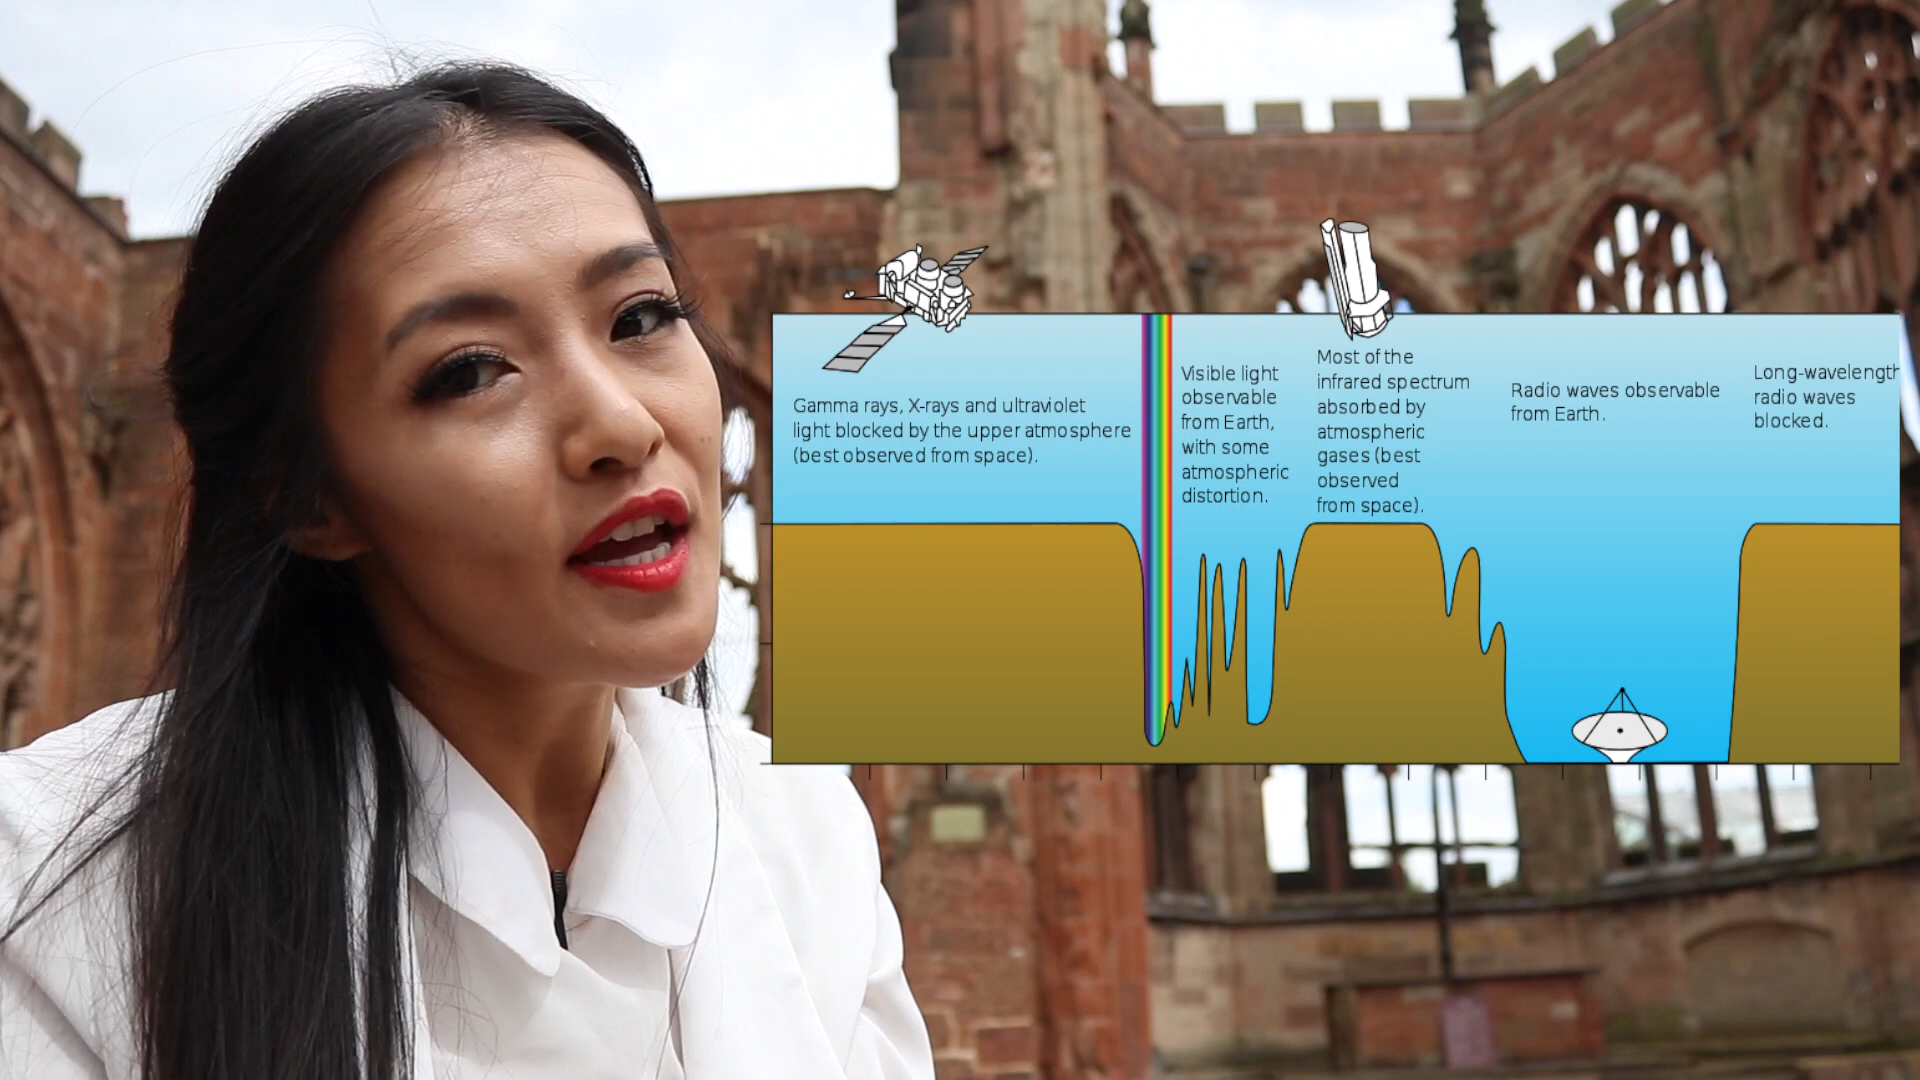 Gamma rays, X-rays and ultraviolet
light blocked by the upper atmosphere
(best observed from space).
Visible light
observable
from Earth,
with some
atmospheric
distortion.
Most of the
infrared spectrum
absorbed by
atmospheric
gases (best
observed
from space).
Radio waves observable
from Earth.
Long-wavelength
radio waves
blocked.